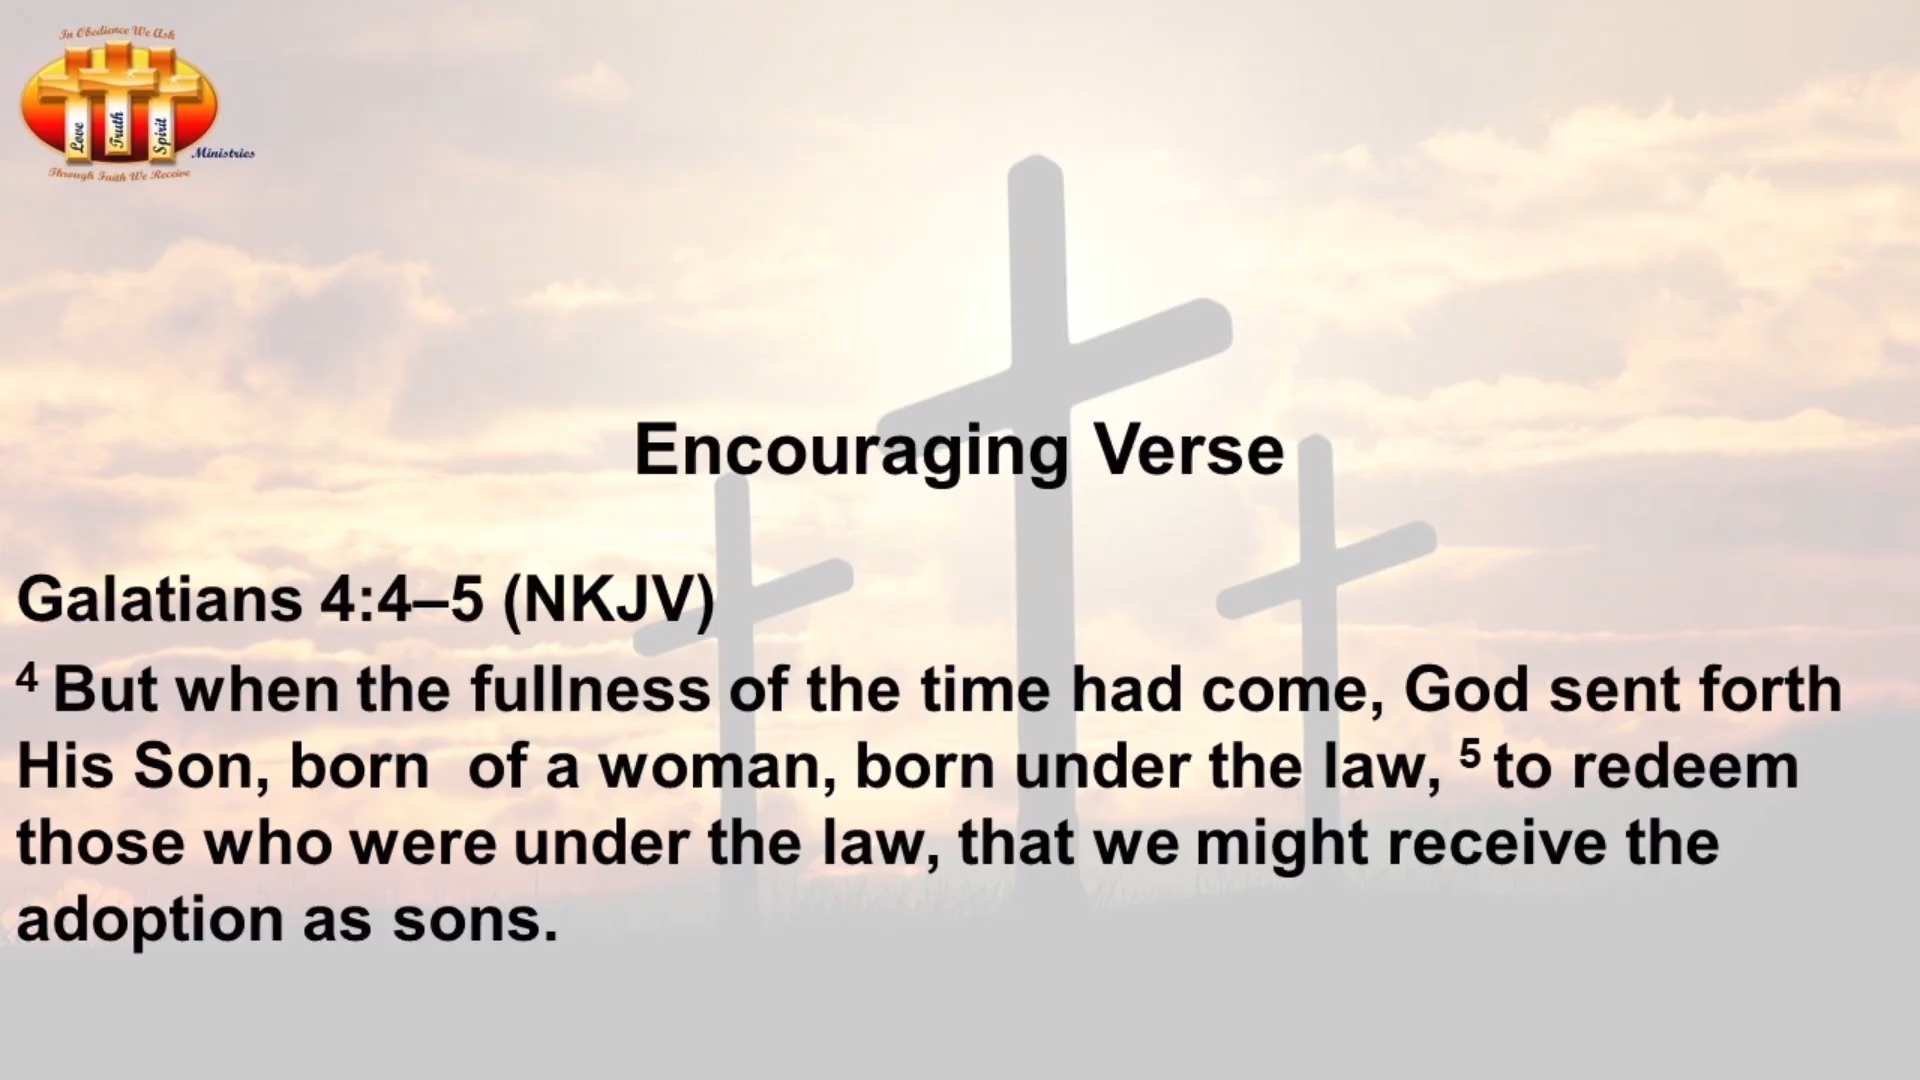 In Obedience We Ask
Love
Truth
Spirit
Ministries
Through Faith We Receive
Encouraging Verse
Galatians 4:4–5 (NKJV)
4 But when the fullness of the time had come, God sent forth
His Son, born  of a woman, born under the law, 5 to redeem
those who were under the law, that we might receive the
adoption as sons.